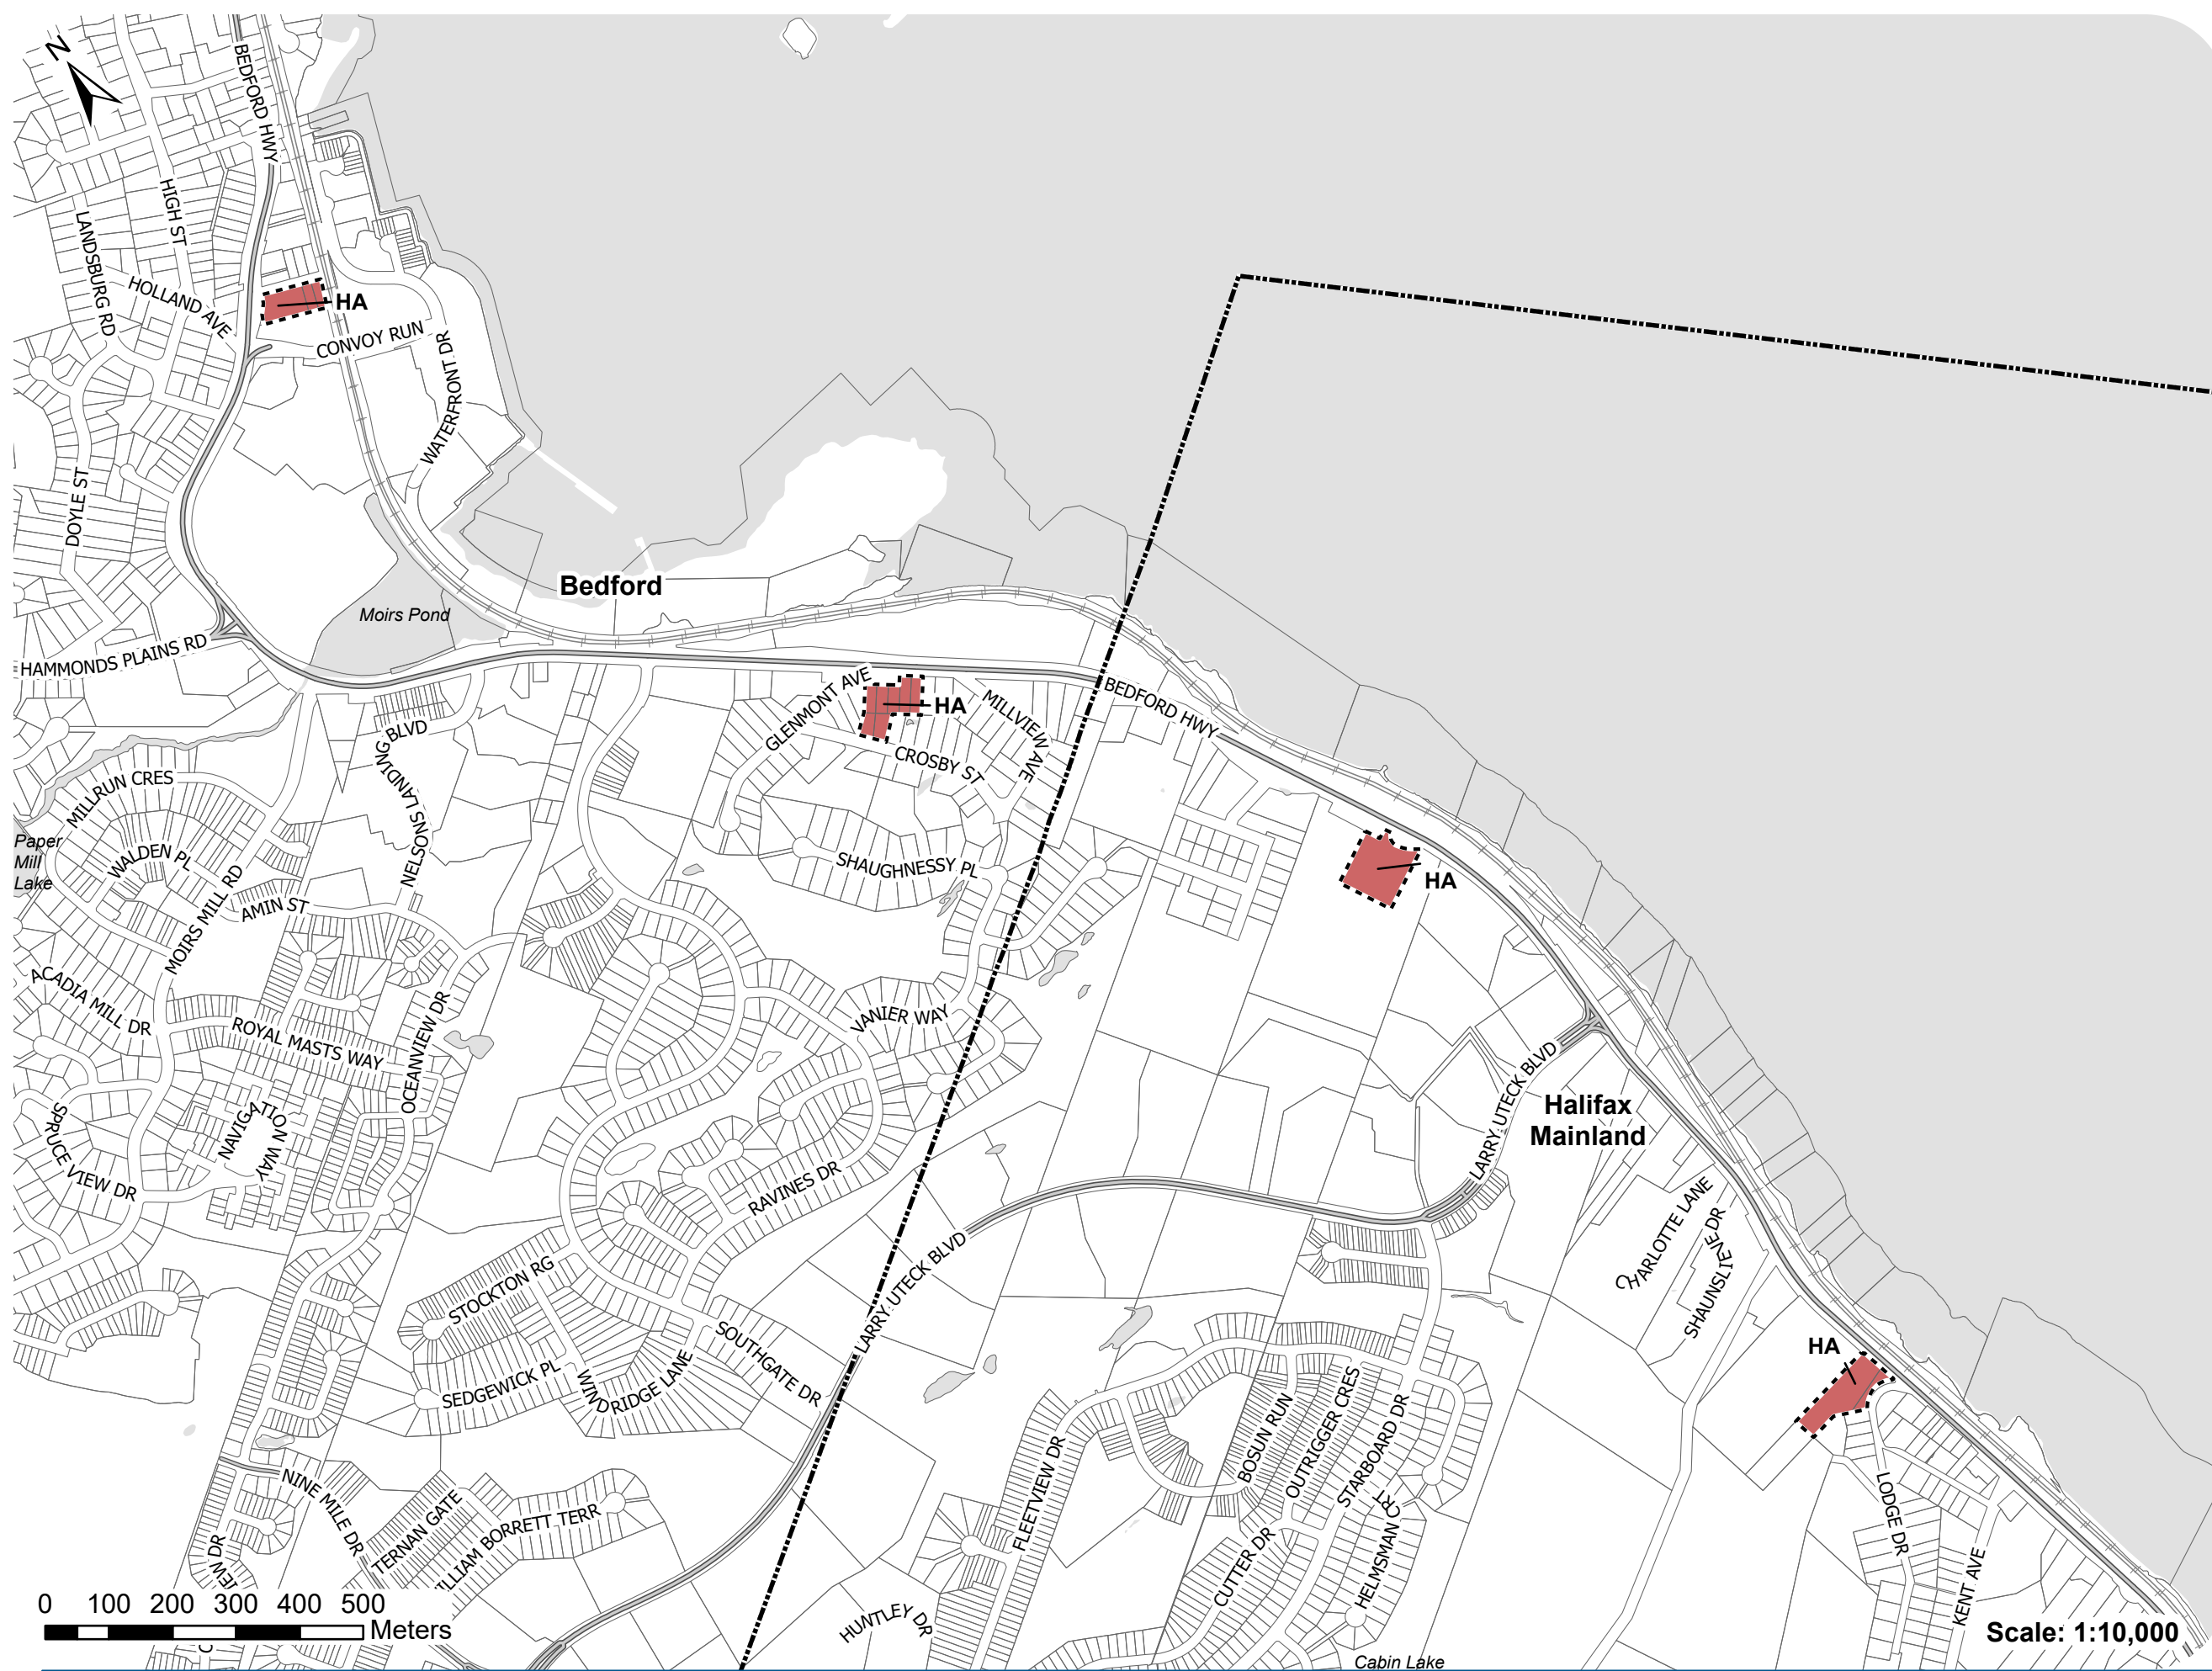 N
BEDFORD HWY
HIGH ST
LANDSBURG RD
HOLLAND AVE
HA
CONVOY RUN
WATERFRONT DR
DOYLE ST
Bedford
Moirs Pond
HAMMONDS PLAINS RD
GLENMONT AVE
HA
MILLVIEW AVE
BEDFORD HWY
CROSBY ST
NELSONS LANDING BLVD
MILLRUN CRES
Paper
Mill
Lake
WALDEN PL
SHAUGHNESSY PL
HA
MOIRS MILL RD
AMIN ST
ACADIA MILL DR
ROYAL MASTS WAY
OCEANVIEW DR
VANIER WAY
LARRY UTECK BLVD
Halifax
Mainland
SPRUCE VIEW DR
NAVIGATION WAY
RAVINES DR
CHARLOTTE LANE
SHAUNSLIEVE DR
STOCKTON RG
LARRY UTECK BLVD
SOUTHGATE DR
HA
SEDGEWICK PL
WINDRIDGE LANE
BOSUN RUN
OUTRIGGER CRES
STARBOARD DR
FLEETVIEW DR
NINE MILE DR
TERNAN GATE
ILLIAM BORRETT TERR
HELMSMAN CRT
CUTTER DR
LODGE DR
KENT AVE
HUNTLEY DR
IEW DR
0 100 200 300 400 500
Meters
Scale: 1:10,000
Cabin Lake